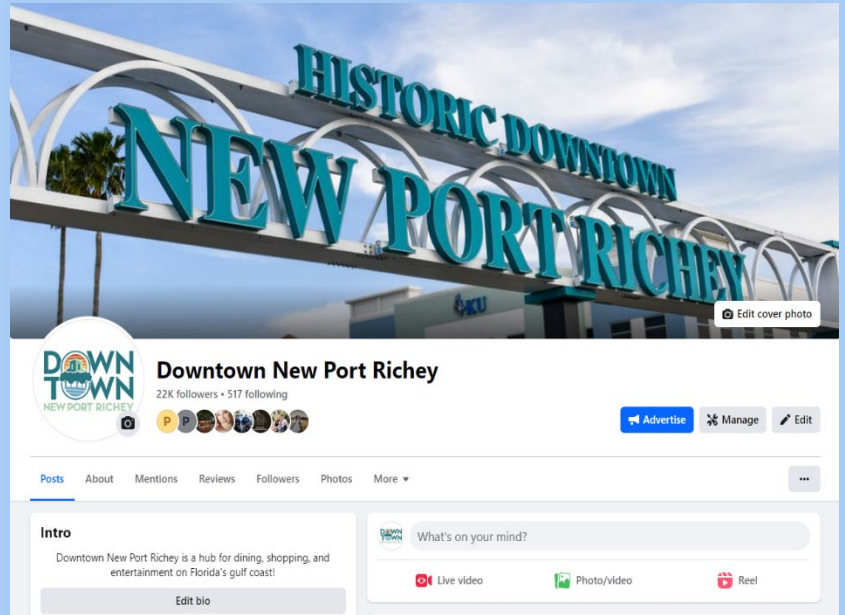 HISTORIC DOWNTOWN
NEW PORT RICHEY
KU
Edit cover photo
DOWN
TOWN
NEW PORT RICHEY
Downtown New Port Richey
22K followers • 517 following
P P
Advertise
Manage
Edit
Posts About Mentions Reviews Followers Photos More
Intro
Downtown New Port Richey is a hub for dining, shopping, and
entertainment on Florida's gulf coast!
Edit bio
DOWN
TOWN
What's on your mind?
Live video Photo/video Reel